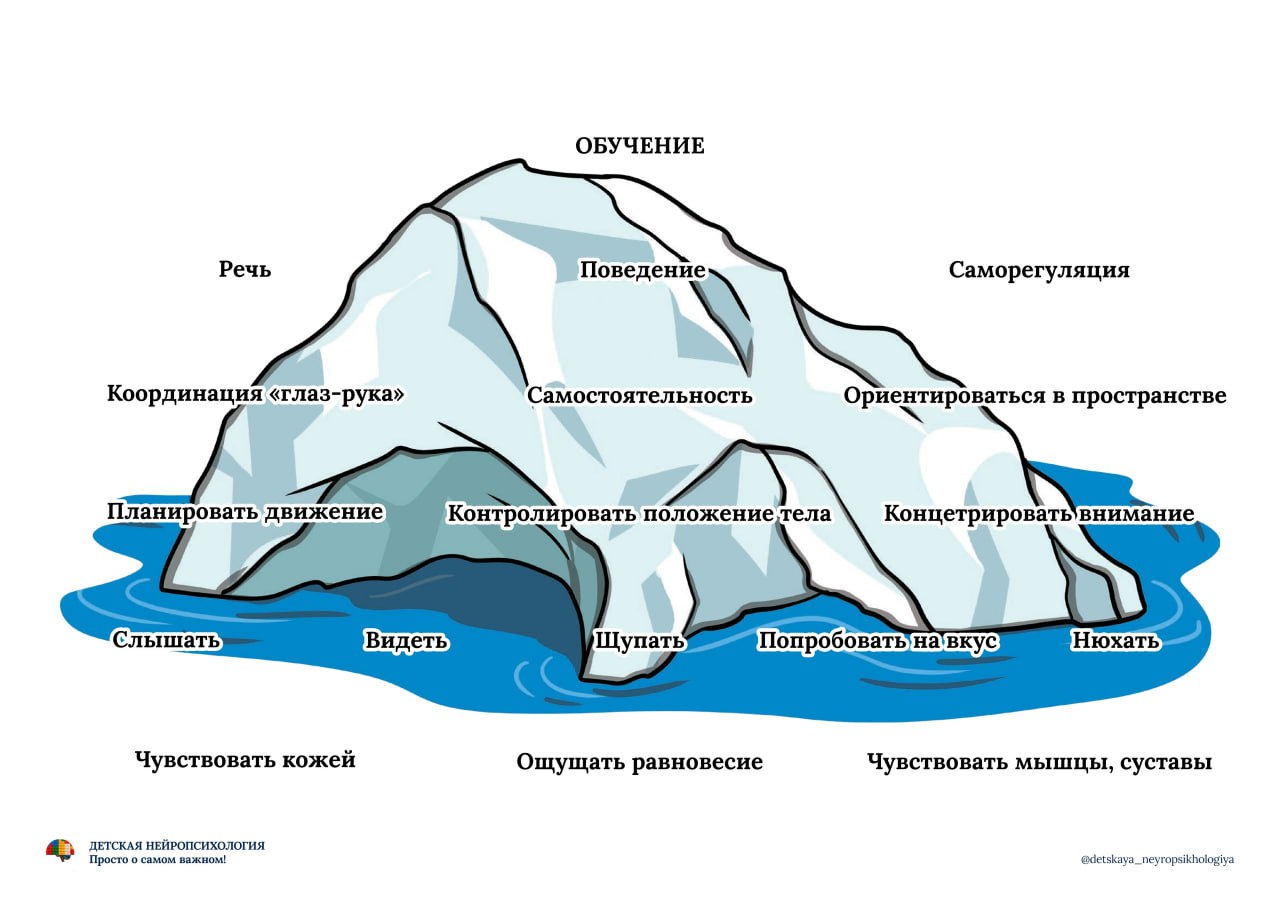 ОБУЧЕНИЕ
Речь Поведение Саморегуляция
Координация «глаз-рука» Самостоятельность Ориентироваться в пространстве
Планировать движение Контролировать положение тела Концетрировать внимание
Слышать Видеть Щупать Попробовать на вкус Нюхать
Чувствовать кожей Ощущать равновесие Чувствовать мышцы, суставы
ДЕТСКАЯ НЕЙРОПСИХОЛОГИЯ
Просто о самом важном!
@detskaya_neyropsikhologiya